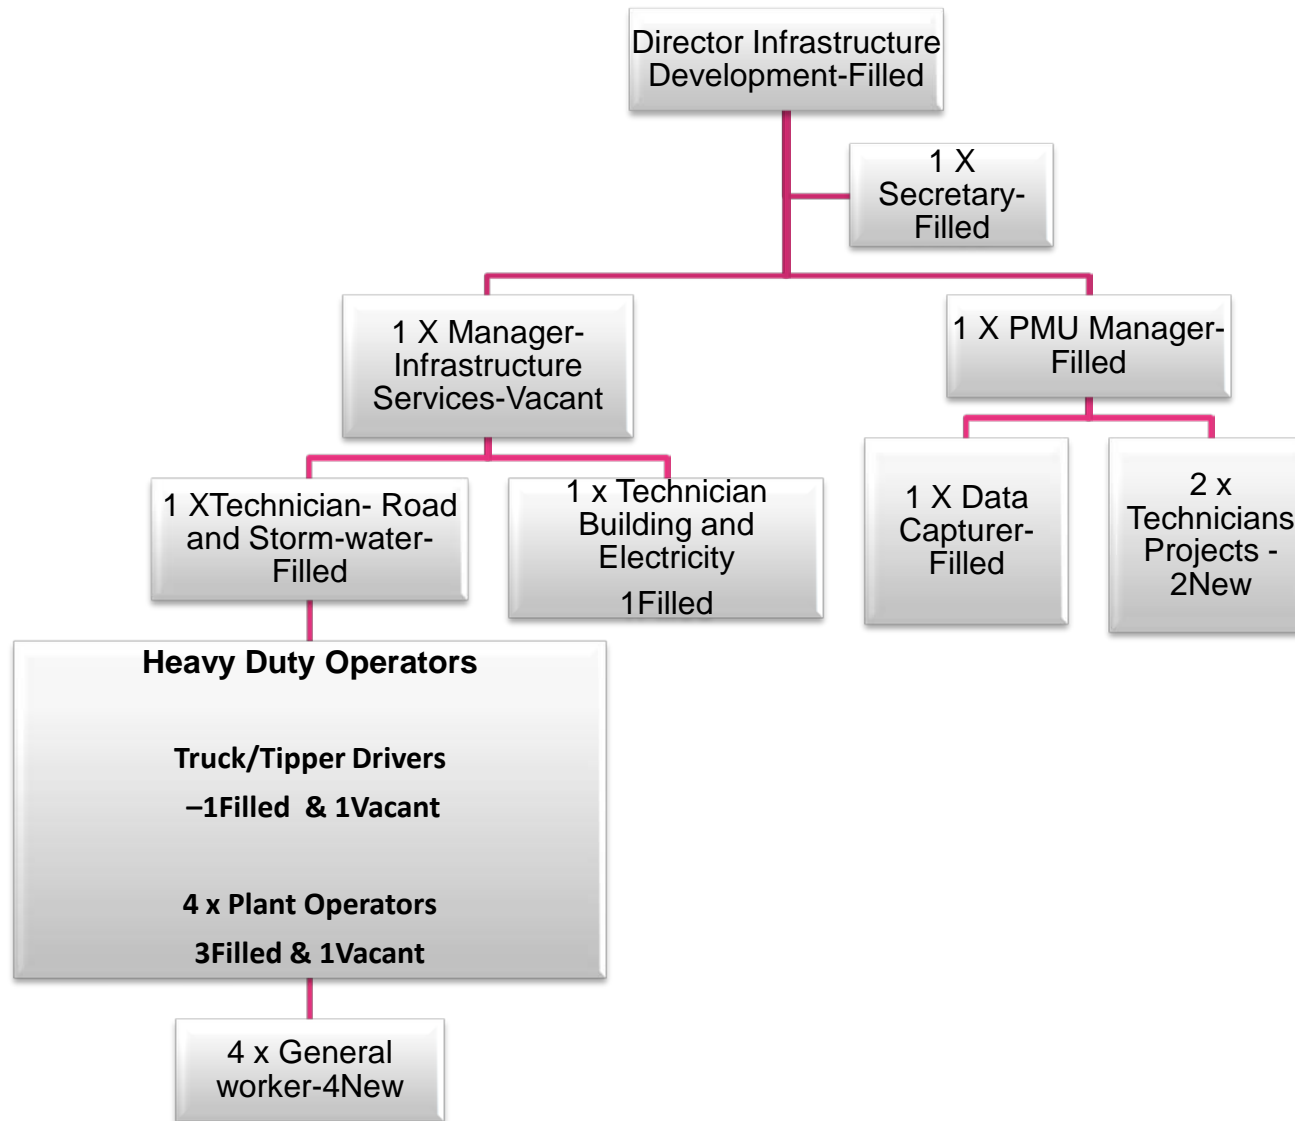 Director Infrastructure
Development-Filled
1 X
Secretary-
Filled
1 X Manager-
Infrastructure
Services-Vacant
1 X PMU Manager-
Filled
1 XTechnician- Road
and Storm-water-
Filled
1 x Technician
Building and
Electricity
1Filled
1 X Data
Capturer-
Filled
2 x
Technicians
Projects -
2New
Heavy Duty Operators
Truck/Tipper Drivers
–1Filled & 1Vacant
4 x Plant Operators
3Filled & 1Vacant
4 x General
worker-4New